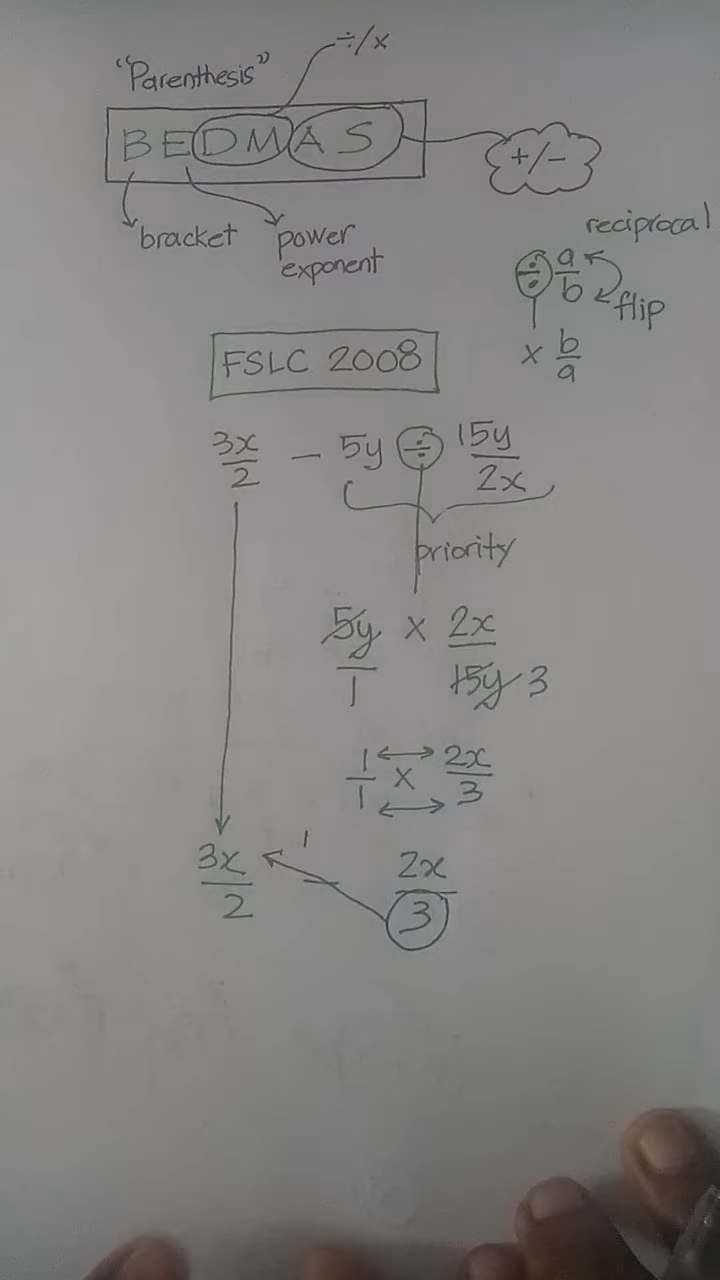 ÷/x
"Parenthesis"
BEDMAS
+/-
bracket
power
exponent
reciprocal
÷ a/b
flip
x b/a
FSLC 2008
3x/2 - 5y ÷ 15y/2x
priority
5y/1 x 2x/15y 3
1/1 x 2x/3
3x/2 - 2x/3